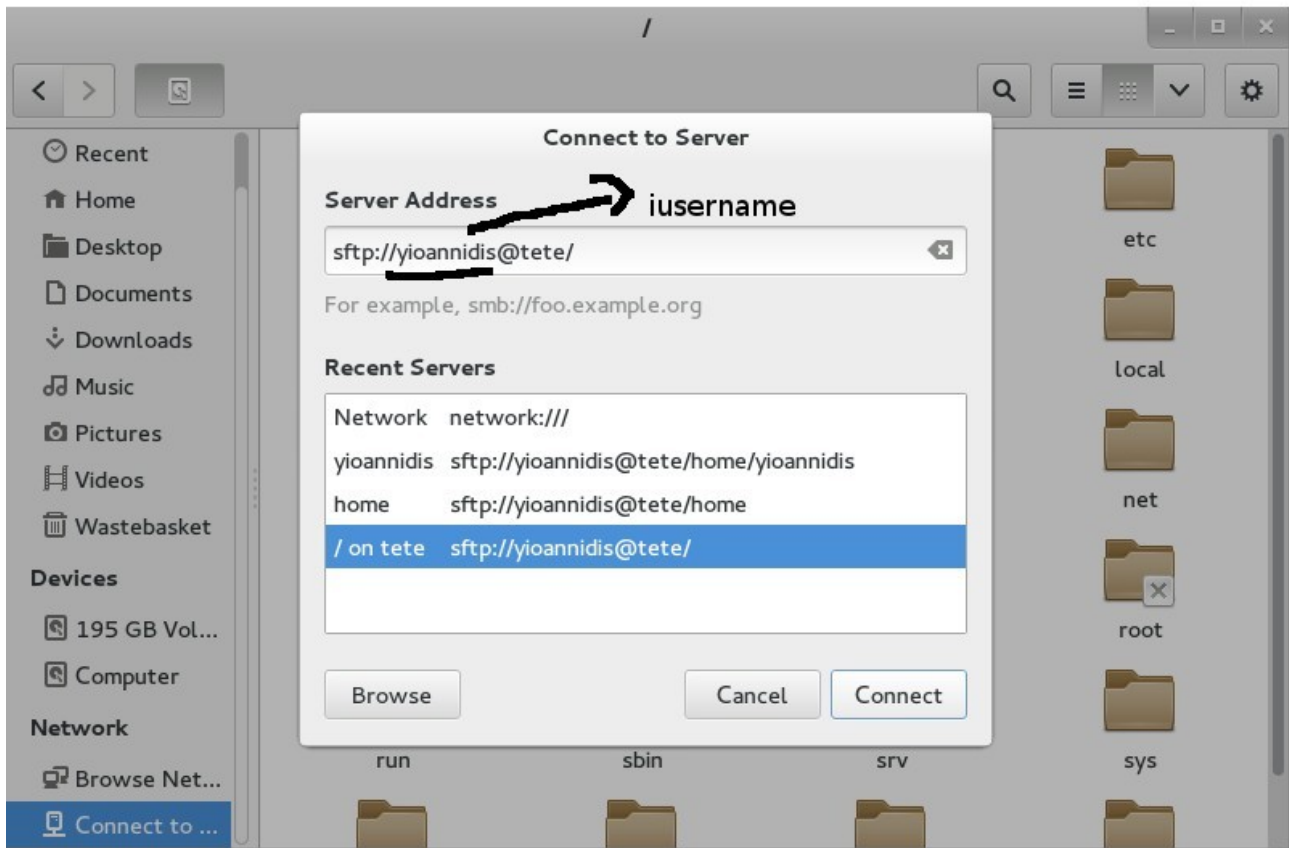 /
Recent
Home
Desktop
Documents
Downloads
Music
Pictures
Videos
Wastebasket
Devices
195 GB Vol...
Computer
Network
Browse Net...
Connect to ...
Connect to Server
Server Address
iusername
sftp://yioannidis@tete/
For example, smb://foo.example.org
Recent Servers
Network network:///
yioannidis sftp://yioannidis@tete/home/yioannidis
home sftp://yioannidis@tete/home
/ on tete sftp://yioannidis@tete/
Browse Cancel Connect
etc
local
net
root
run sbin srv sys